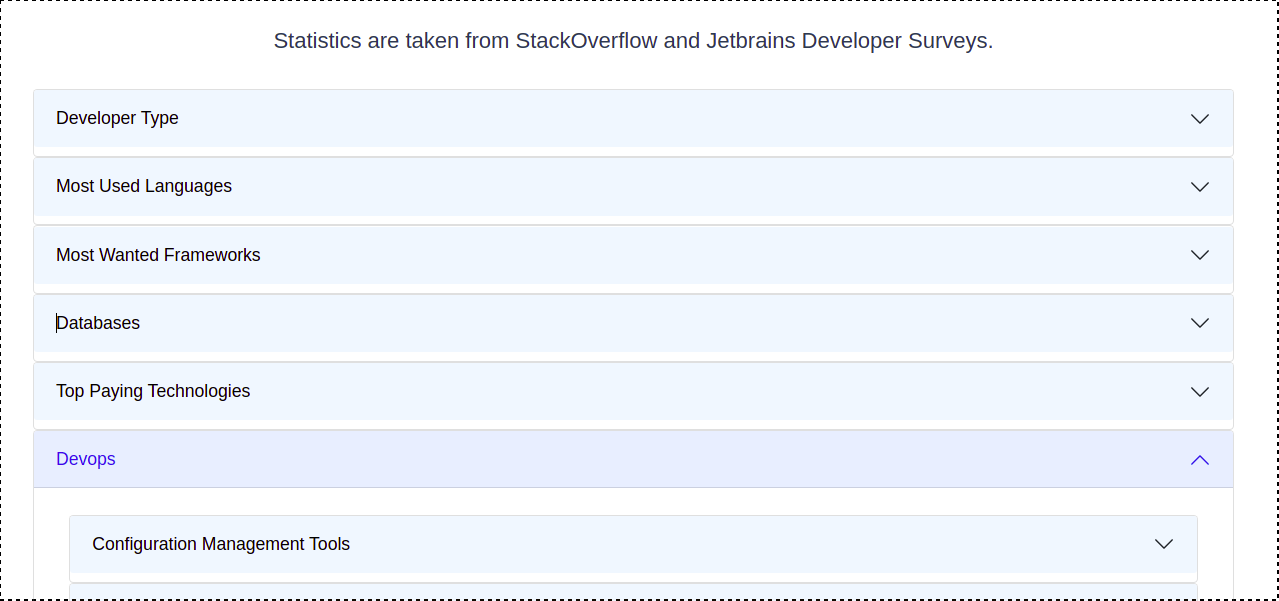 Statistics are taken from StackOverflow and Jetbrains Developer Surveys.
Developer Type
Most Used Languages
Most Wanted Frameworks
Databases
Top Paying Technologies
Devops
Configuration Management Tools